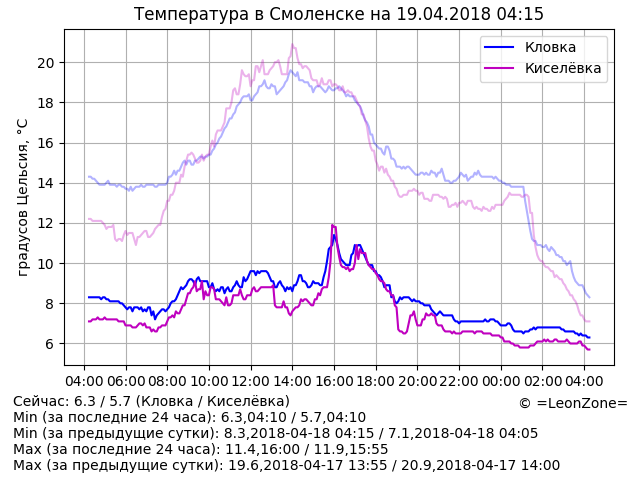 Температура в Смоленске на 19.04.2018 04:15
Кловка
Киселёвка
градусов Цельсия, °C
20
18
16
14
12
10
8
6
04:00 06:00 08:00 10:00 12:00 14:00 16:00 18:00 20:00 22:00 00:00 02:00 04:00
Сейчас: 6.3 / 5.7 (Кловка / Киселёвка)
© =LeonZone=
Min (за последние 24 часа): 6.3,04:10 / 5.7,04:10
Min (за предыдущие сутки): 8.3,2018-04-18 04:15 / 7.1,2018-04-18 04:05
Max (за последние 24 часа): 11.4,16:00 / 11.9,15:55
Max (за предыдущие сутки): 19.6,2018-04-17 13:55 / 20.9,2018-04-17 14:00